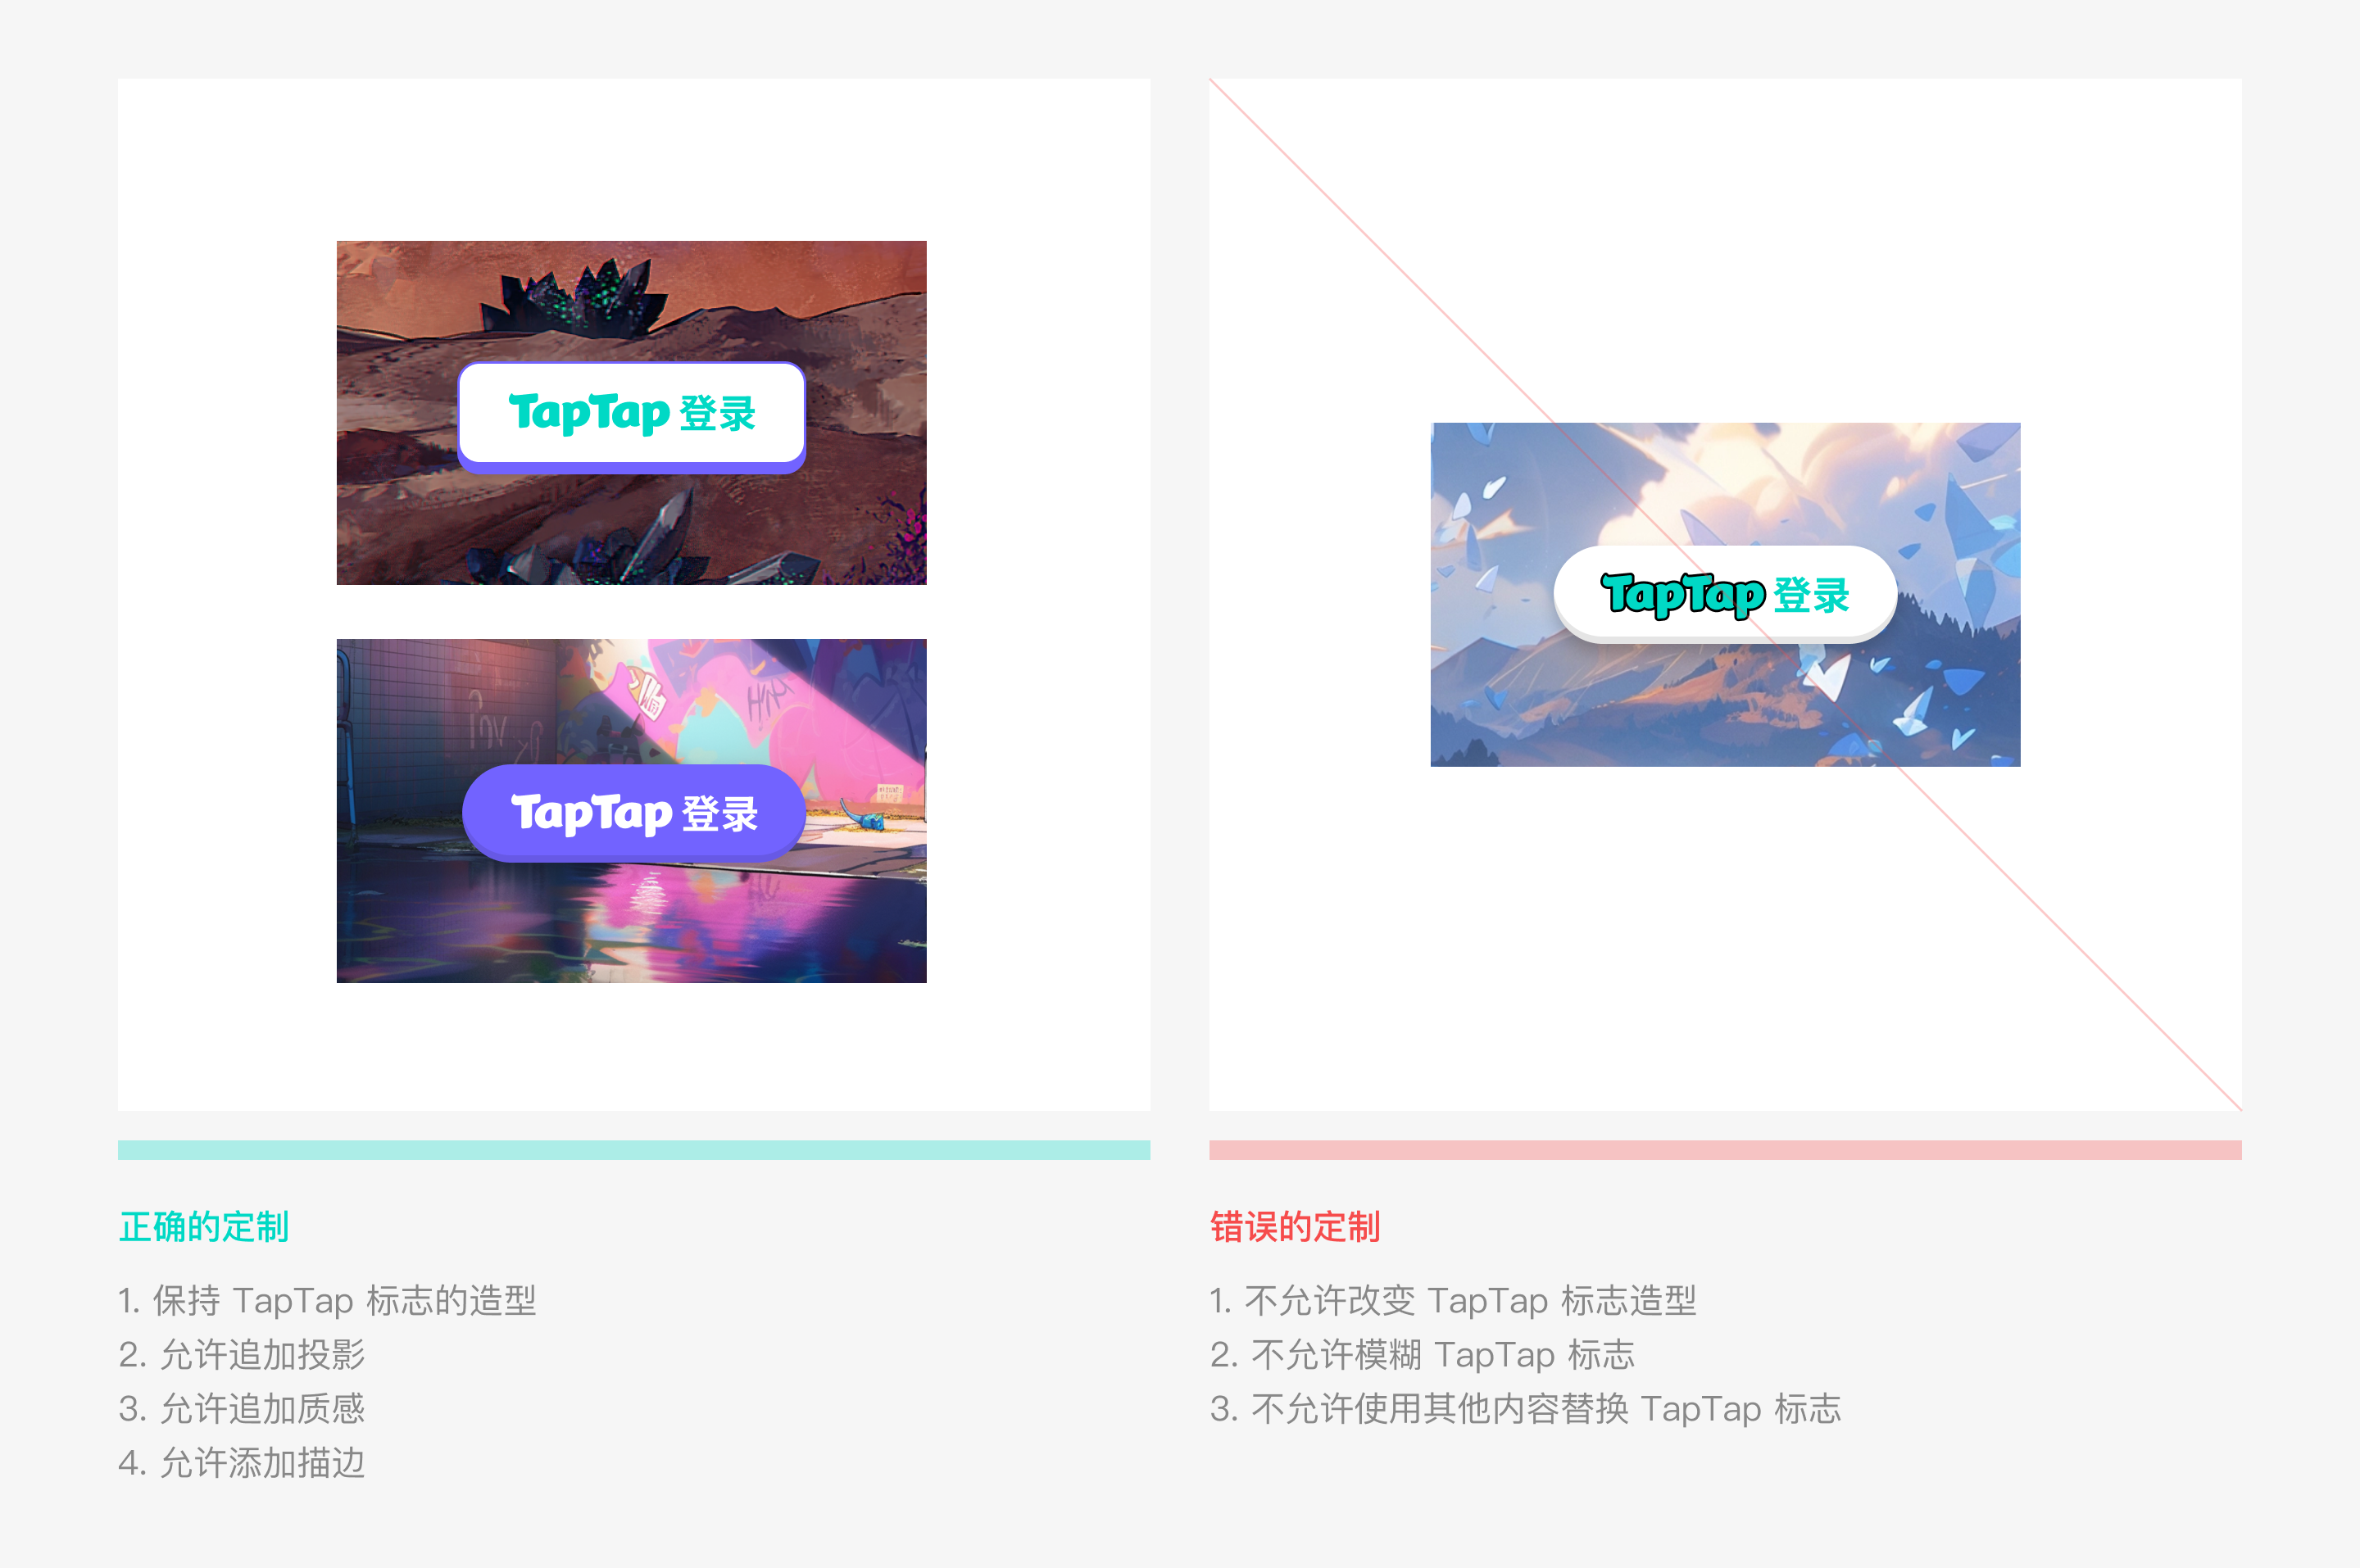 TapTap 登录
TapTap 登录
TapTap 登录
正确的定制
1. 保持 TapTap 标志的造型
2. 允许追加投影
3. 允许追加质感
4. 允许添加描边
错误的定制
1. 不允许改变 TapTap 标志造型
2. 不允许模糊 TapTap 标志
3. 不允许使用其他内容替换 TapTap 标志